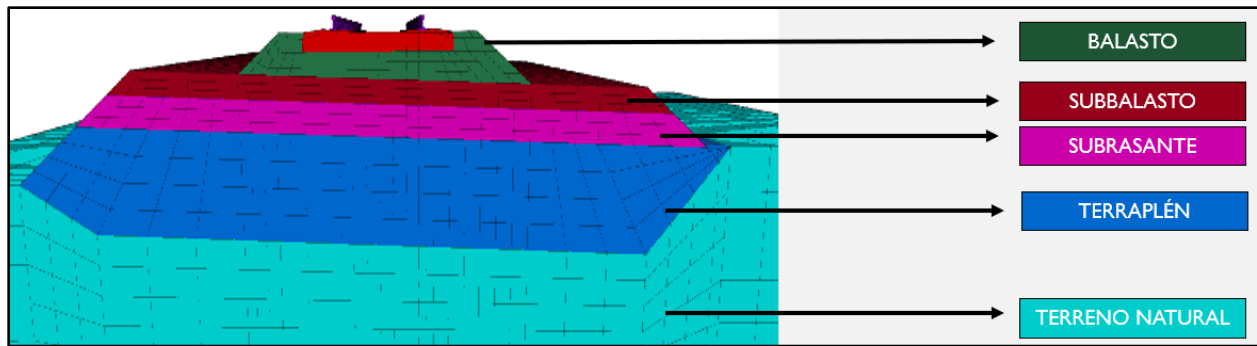 BALASTO
SUBBALASTO
SUBRASANTE
TERRAPLÉN
TERRENO NATURAL